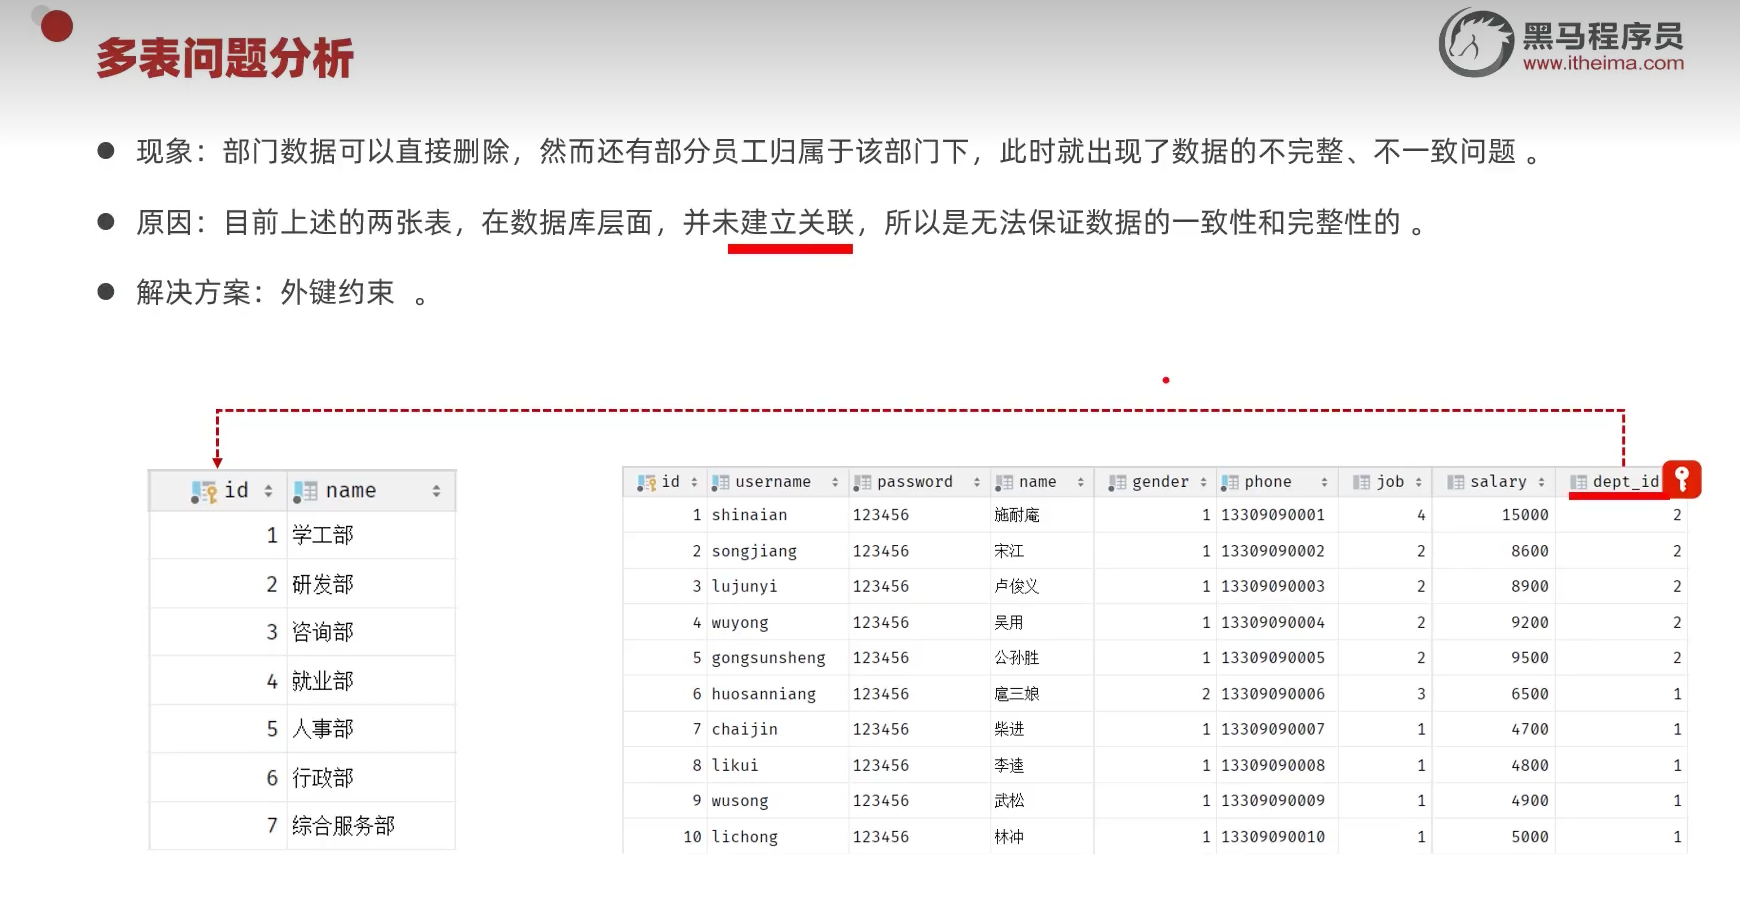 多表问题分析
黑马程序员
www.itheima.com
现象：部门数据可以直接删除，然而还有部分员工归属于该部门下，此时就出现了数据的不完整、不一致问题 。
原因：目前上述的两张表，在数据库层面，并未建立关联，所以是无法保证数据的一致性和完整性的 。
解决方案：外键约束 。
id name
1 学工部
2 研发部
3 咨询部
4 就业部
5 人事部
6 行政部
7 综合服务部
id username password name gender phone job salary dept_id
1 shinaian 123456 施耐庵 1 13309090001 4 15000 2
2 songjiang 123456 宋江 1 13309090002 2 8600 2
3 lujunyi 123456 卢俊义 1 13309090003 2 8900 2
4 wuyong 123456 吴用 1 13309090004 2 9200 2
5 gongsunsheng 123456 公孙胜 1 13309090005 2 9500 2
6 huosanniang 123456 扈三娘 2 13309090006 3 6500 1
7 chaijin 123456 柴进 1 13309090007 1 4700 1
8 likui 123456 李逵 1 13309090008 1 4800 1
9 wusong 123456 武松 1 13309090009 1 4900 1
10 lichong 123456 林冲 1 13309090010 1 5000 1